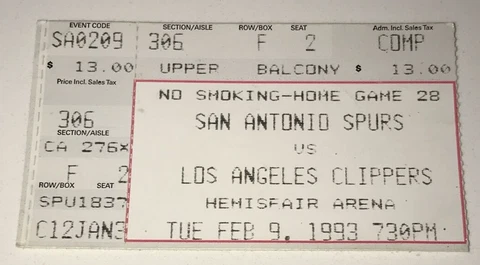 EVENT CODE SECTION/AISLE ROW/BOX SEAT Adm. Incl. Sales Tax
SA0209 306 F 2 COMP
$ 13.00 UPPER BALCONY $ 13.00
Price Incl. Sales Tax
NO SMOKING-HOME GAME 28
306
SAN ANTONIO SPURS
SECTION/AISLE
CA 276X
VS
F 2
LOS ANGELES CLIPPERS
ROW/BOX SEAT
SPU1837
HEMISFAIR ARENA
C12JAN3
TUE FEB 9, 1993 730PM